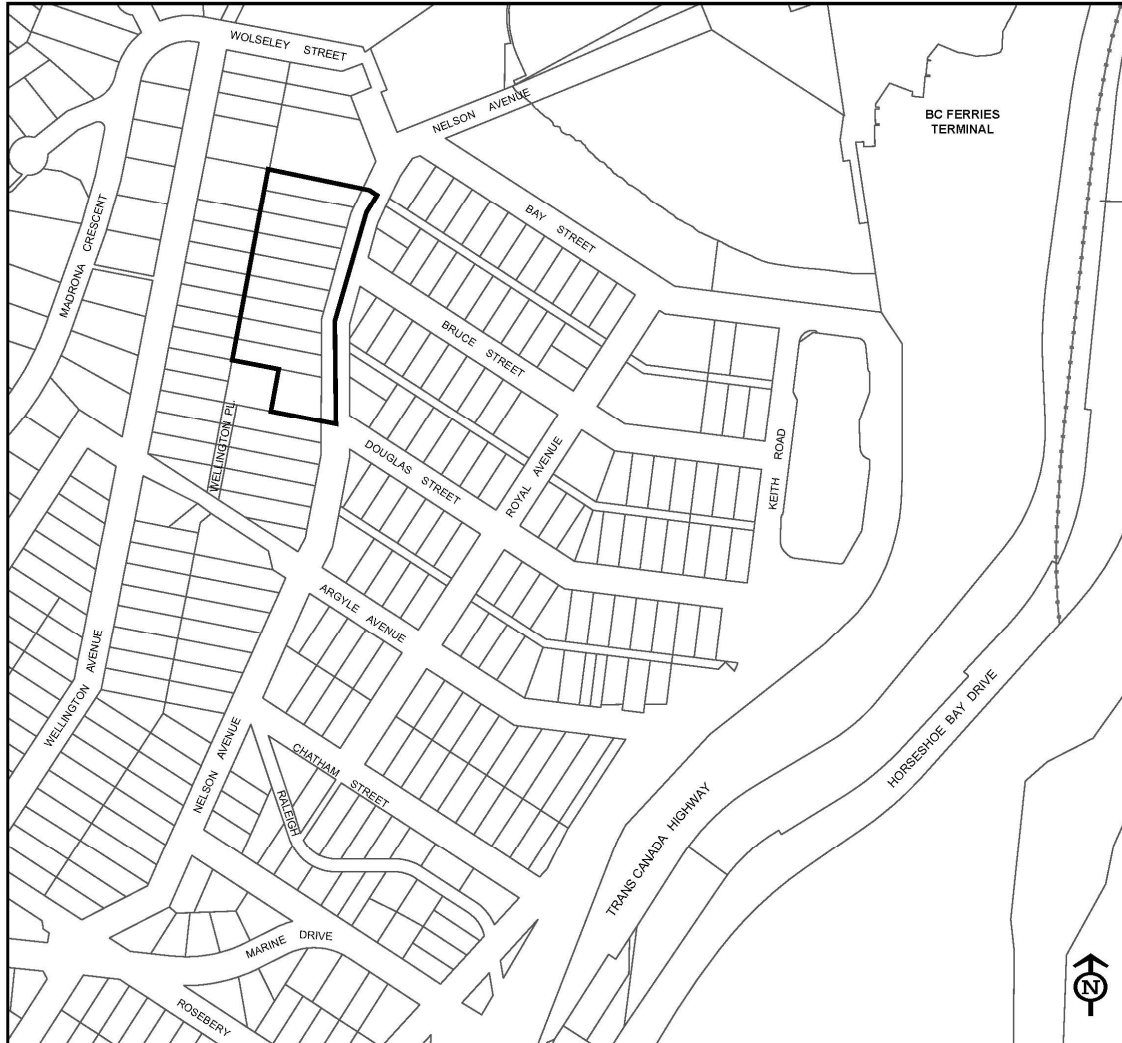 WOLSELEY STREET
NELSON AVENUE
BC FERRIES
TERMINAL
MADRONA CRESCENT
BAY STREET
BRUCE STREET
WELLINGTON PL.
DOUGLAS STREET
ROYAL AVENUE
KEITH ROAD
ARGYLE AVENUE
WELLINGTON AVENUE
NELSON AVENUE
CHATHAM STREET
RALEIGH
HORSESHOE BAY DRIVE
TRANS CANADA HIGHWAY
MARINE DRIVE
ROSEBERY
N